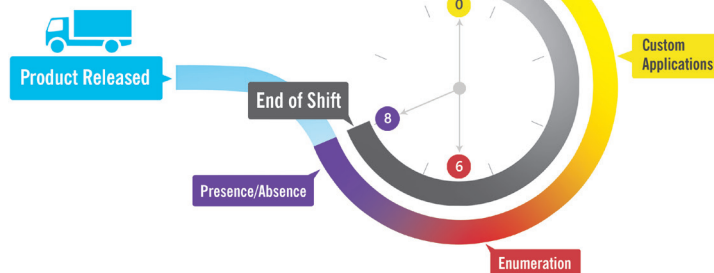 0
Custom
Applications
Product Released
End of Shift
8
6
Presence/Absence
Enumeration